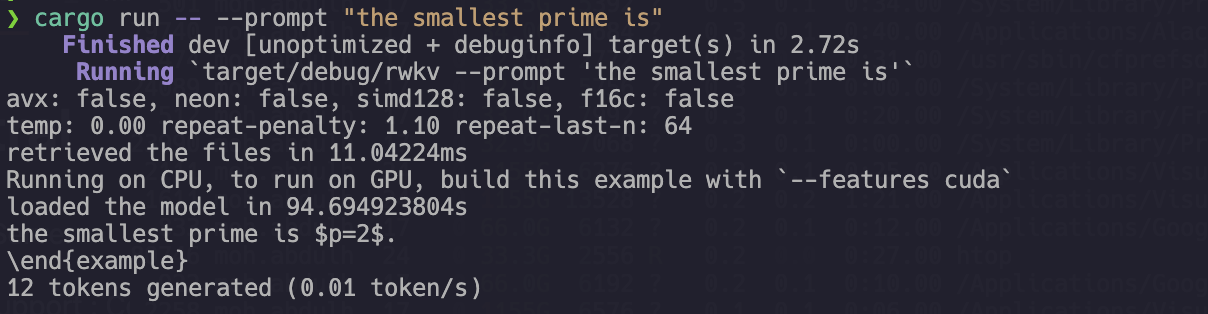 ❯ cargo run -- --prompt "the smallest prime is"
Finished dev [unoptimized + debuginfo] target(s) in 2.72s
Running `target/debug/rwkv --prompt 'the smallest prime is'`
avx: false, neon: false, simd128: false, f16c: false
temp: 0.00 repeat-penalty: 1.10 repeat-last-n: 64
retrieved the files in 11.04224ms
Running on CPU, to run on GPU, build this example with `--features cuda`
loaded the model in 94.694923804s
the smallest prime is $p=2$.
\end{example}
12 tokens generated (0.01 token/s)